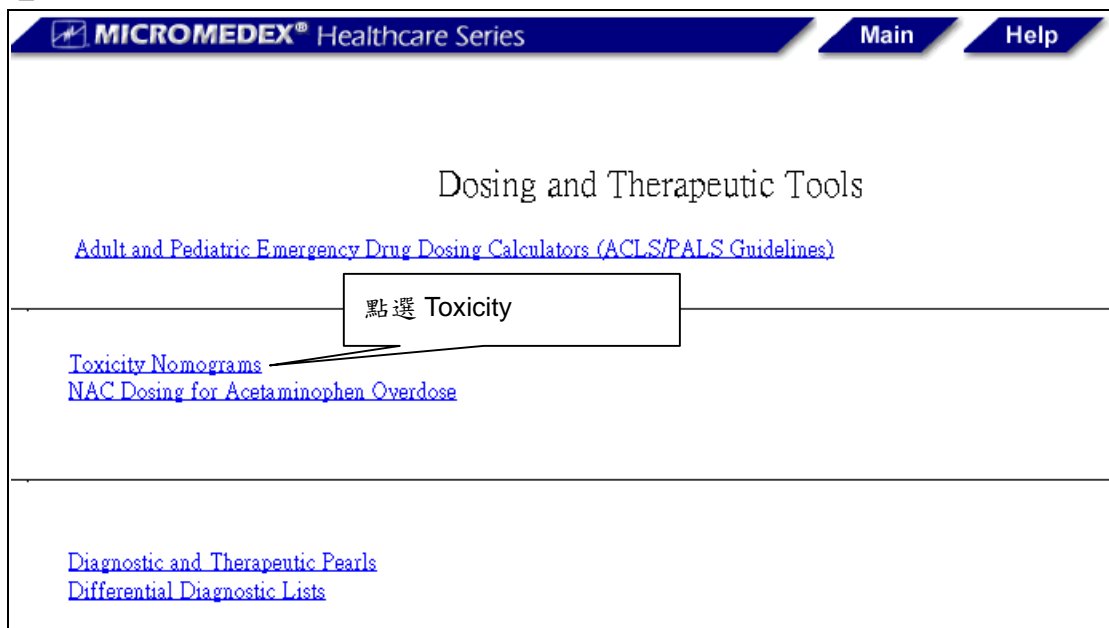 MICROMEDEX® Healthcare Series Main Help
Dosing and Therapeutic Tools
Adult and Pediatric Emergency Drug Dosing Calculators (ACLS/PALS Guidelines)
點選 Toxicity
Toxicity Nomograms
NAC Dosing for Acetaminophen Overdose
Diagnostic and Therapeutic Pearls
Differential Diagnostic Lists